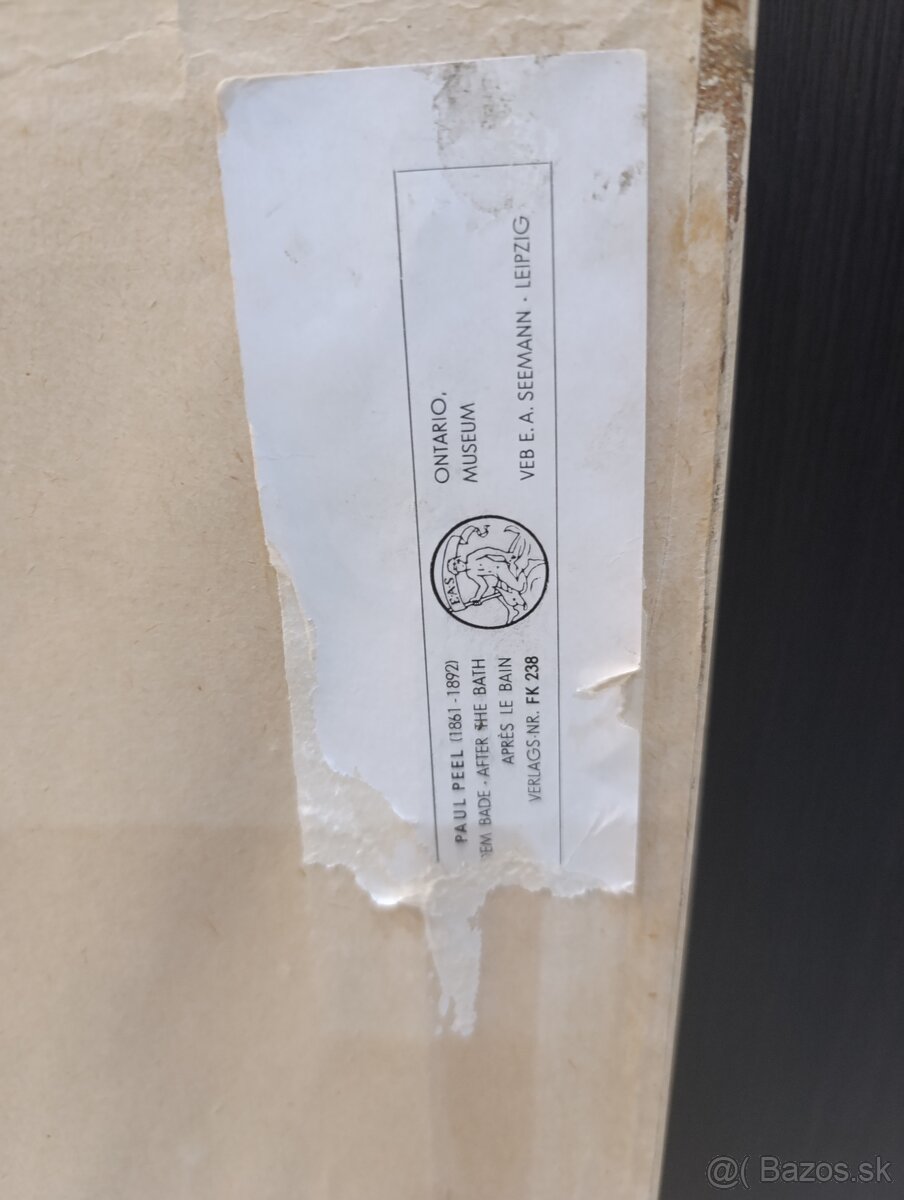 PAUL PEEL (1861-1892)
DEM BADE · AFTER THE BATH
APRÈS LE BAIN
VERLAGS-NR. FK 238
E·A·S
ONTARIO,
MUSEUM
VEB E. A. SEEMANN · LEIPZIG
@( Bazos.sk